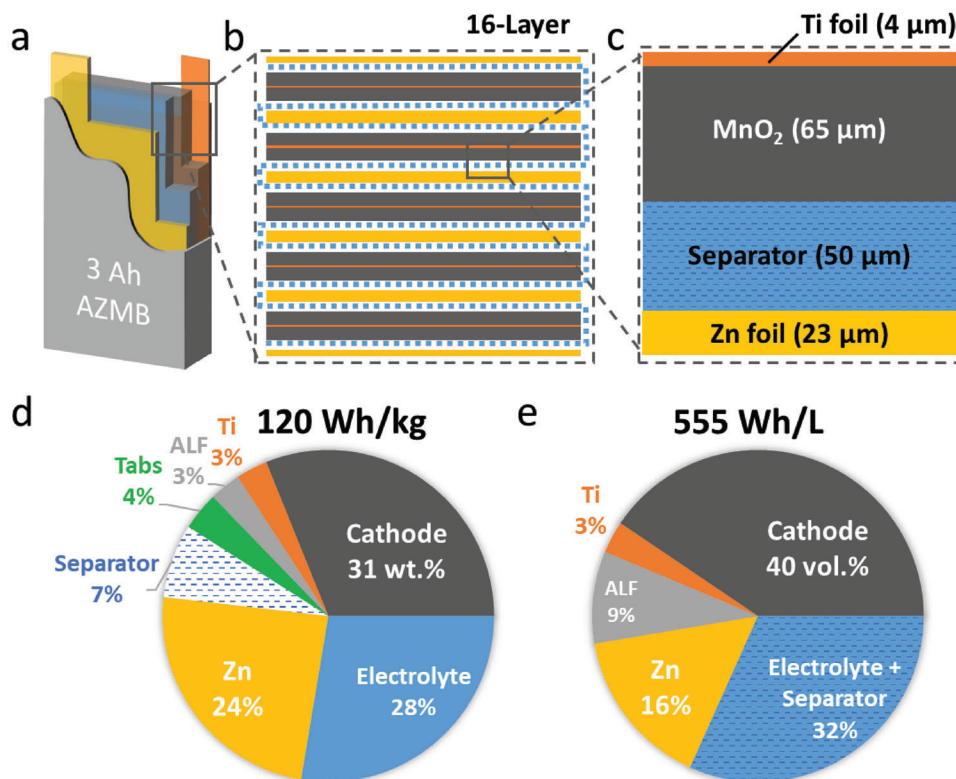 a
b
16-Layer
c
Ti foil (4 µm)
MnO₂ (65 µm)
Separator (50 µm)
Zn foil (23 µm)
3 Ah
AZMB
d
120 Wh/kg
Ti
3%
ALF
3%
Tabs
4%
Separator
7%
Cathode
31 wt.%
Zn
24%
Electrolyte
28%
e
555 Wh/L
Ti
3%
Cathode
40 vol.%
ALF
9%
Zn
16%
Electrolyte +
Separator
32%